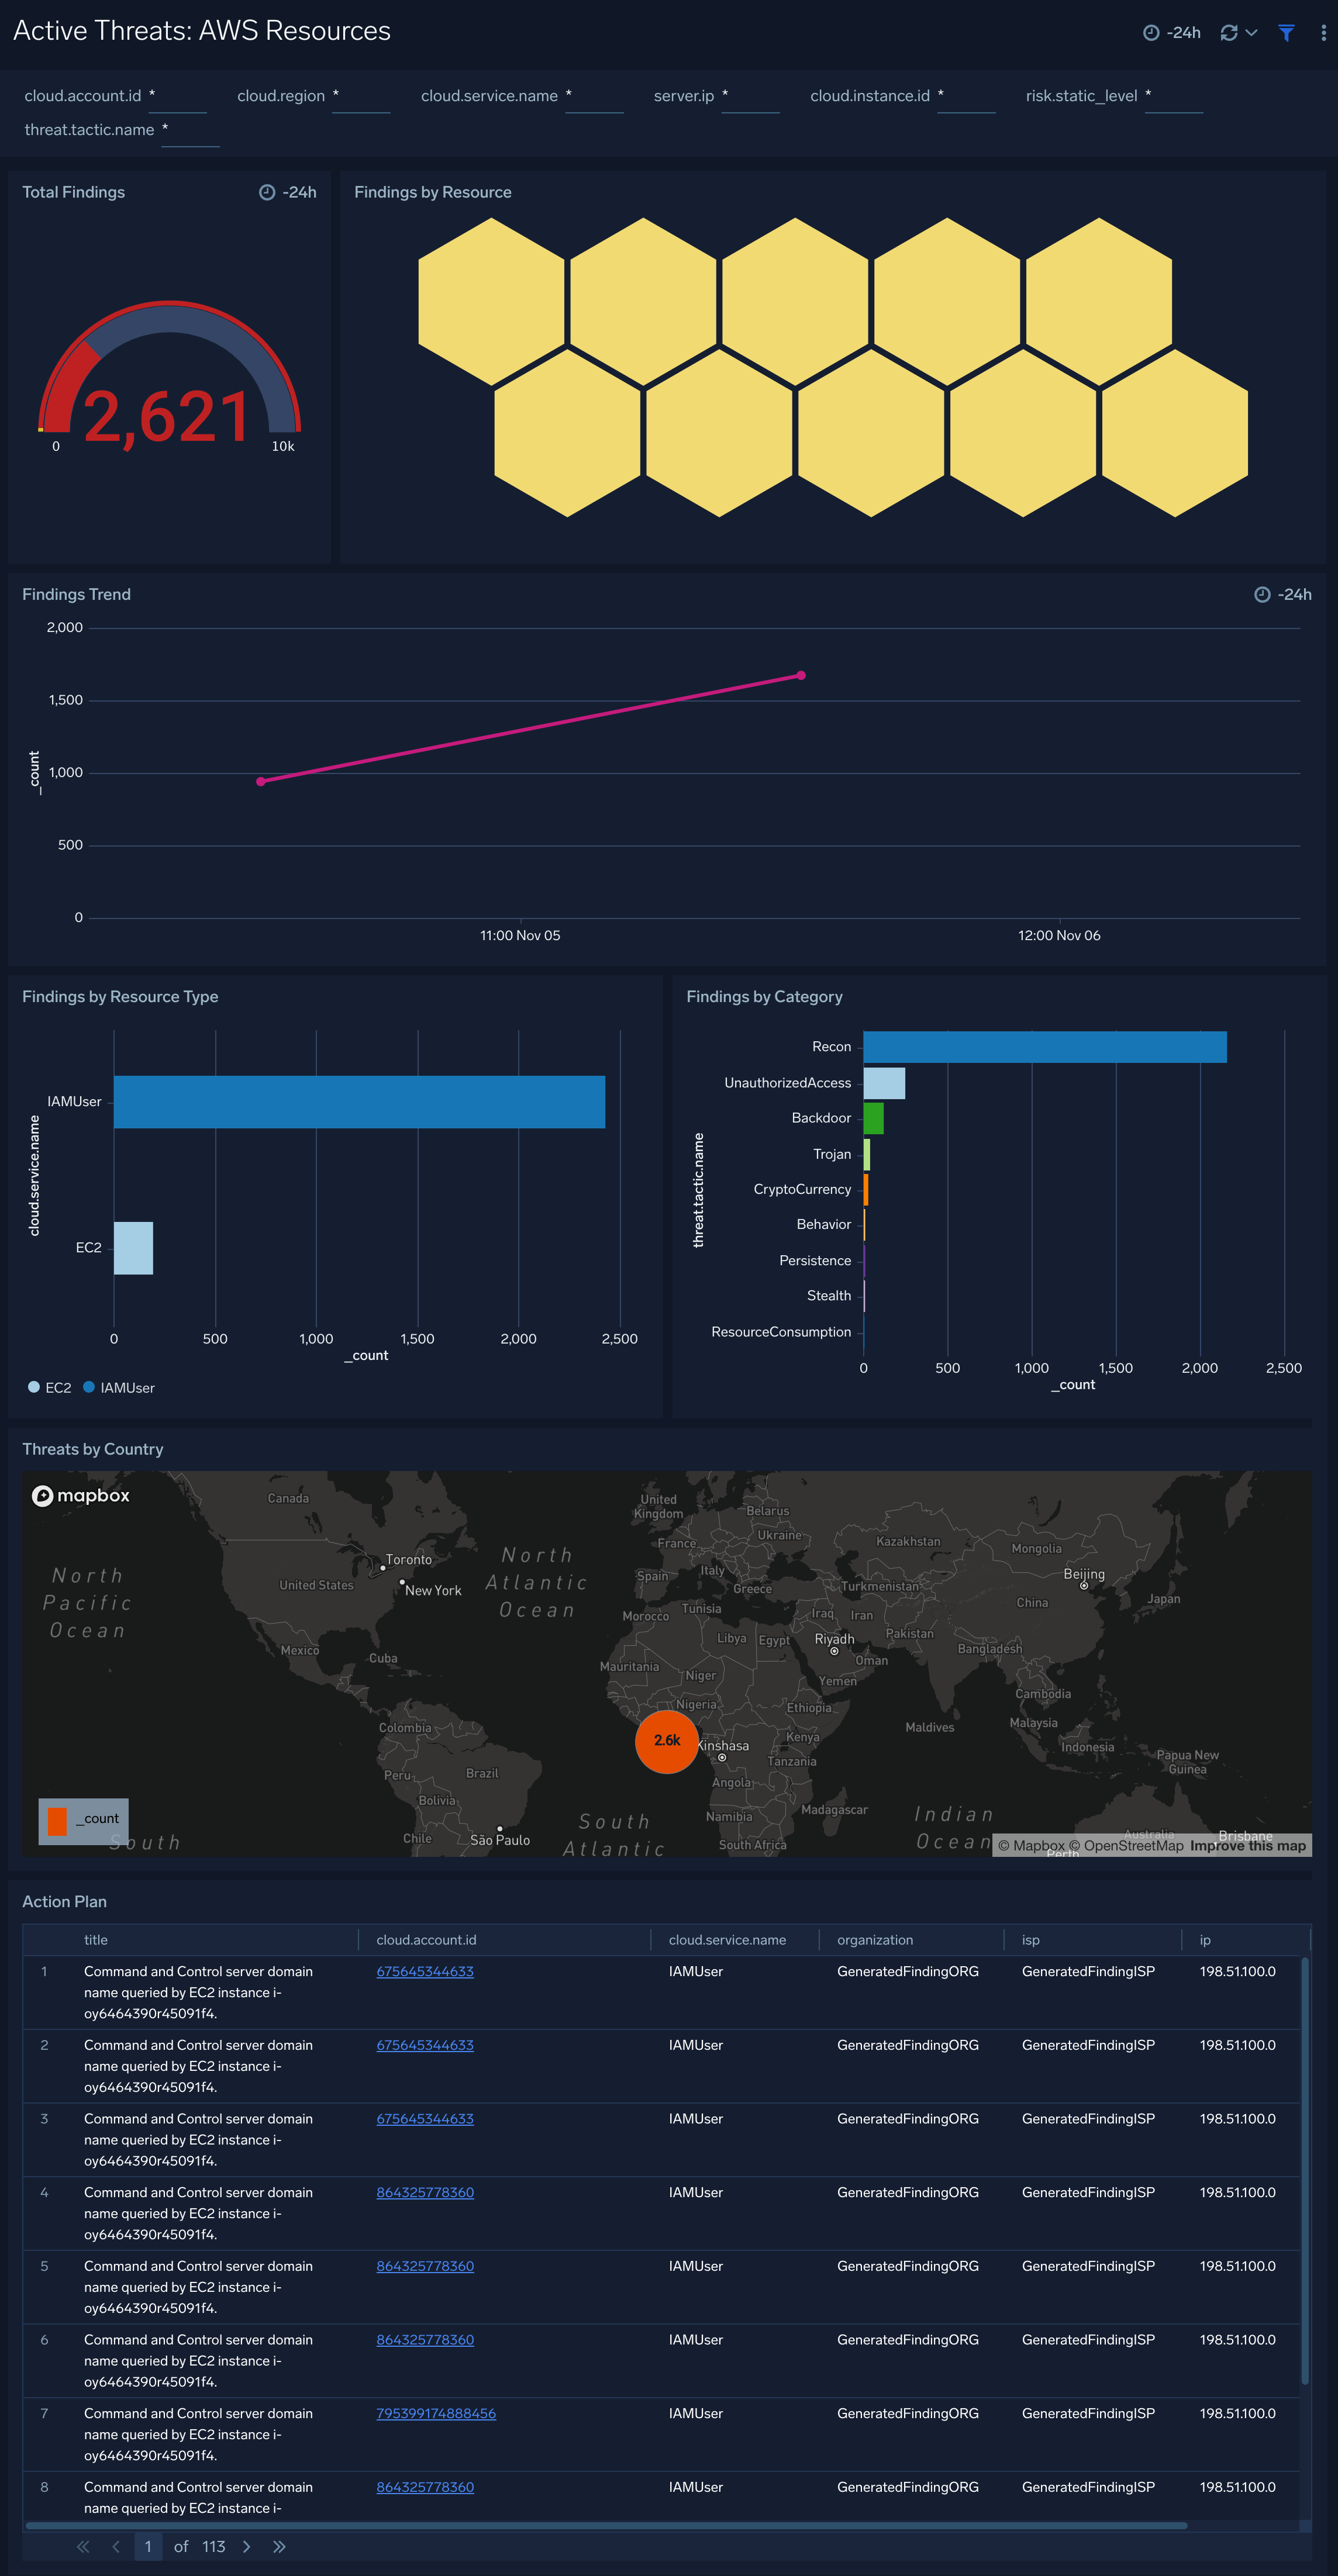 Active Threats: AWS Resources
-24h
cloud.account.id *
cloud.region *
cloud.service.name *
server.ip *
cloud.instance.id *
risk.static_level *
threat.tactic.name *
Total Findings
-24h
2,621
0
10k
Findings by Resource
Findings Trend
-24h
2,000
1,500
1,000
500
0
_count
11:00 Nov 05
12:00 Nov 06
Findings by Resource Type
cloud.service.name
IAMUser
EC2
0 500 1,000 1,500 2,000 2,500
_count
EC2 IAMUser
Findings by Category
threat.tactic.name
Recon
UnauthorizedAccess
Backdoor
Trojan
CryptoCurrency
Behavior
Persistence
Stealth
ResourceConsumption
0 500 1,000 1,500 2,000 2,500
_count
Threats by Country
mapbox
Canada
United
Kingdom
Belarus
Ukraine
France
Kazakhstan
Mongolia
North
Pacific
Ocean
Toronto
New York
United States
North
Atlantic
Ocean
Spain
Italy
Greece
Turkmenistan
Beijing
China
Japan
Morocco
Tunisia
Iraq
Iran
Pakistan
Libya
Egypt
Riyadh
Oman
Bangladesh
Mexico
Cuba
Mauritania
Niger
Yemen
Nigeria
Ethiopia
Cambodia
Colombia
2.6k
Kinshasa
Kenya
Maldives
Malaysia
Indonesia
Papua New
Guinea
Tanzania
Peru
Brazil
Angola
Bolivia
Namibia
Madagascar
_count
South
Chile
São Paulo
South
Atlantic
South Africa
Indian
Ocean
Australia
Brisbane
Perth
© Mapbox © OpenStreetMap Improve this map
Action Plan
title cloud.account.id cloud.service.name organization isp ip
1 Command and Control server domain 675645344633 IAMUser GeneratedFindingORG GeneratedFindingISP 198.51.100.0
name queried by EC2 instance i-
oy6464390r45091f4.
2 Command and Control server domain 675645344633 IAMUser GeneratedFindingORG GeneratedFindingISP 198.51.100.0
name queried by EC2 instance i-
oy6464390r45091f4.
3 Command and Control server domain 675645344633 IAMUser GeneratedFindingORG GeneratedFindingISP 198.51.100.0
name queried by EC2 instance i-
oy6464390r45091f4.
4 Command and Control server domain 864325778360 IAMUser GeneratedFindingORG GeneratedFindingISP 198.51.100.0
name queried by EC2 instance i-
oy6464390r45091f4.
5 Command and Control server domain 864325778360 IAMUser GeneratedFindingORG GeneratedFindingISP 198.51.100.0
name queried by EC2 instance i-
oy6464390r45091f4.
6 Command and Control server domain 864325778360 IAMUser GeneratedFindingORG GeneratedFindingISP 198.51.100.0
name queried by EC2 instance i-
oy6464390r45091f4.
7 Command and Control server domain 795399174888456 IAMUser GeneratedFindingORG GeneratedFindingISP 198.51.100.0
name queried by EC2 instance i-
oy6464390r45091f4.
8 Command and Control server domain 864325778360 IAMUser GeneratedFindingORG GeneratedFindingISP 198.51.100.0
name queried by EC2 instance i-
1 of 113